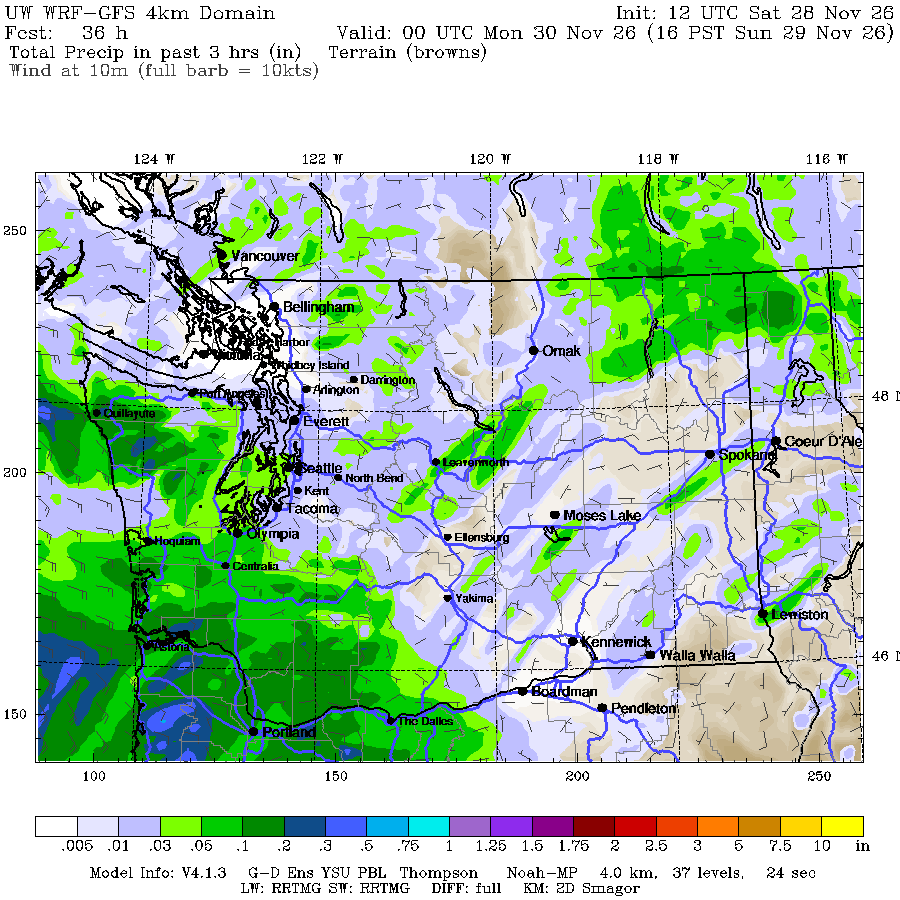 UW WRF-GFS 4km Domain Init: 12 UTC Sat 28 Nov 26
Fcst: 36 h Valid: 00 UTC Mon 30 Nov 26 (16 PST Sun 29 Nov 26)
Total Precip in past 3 hrs (in) Terrain (browns)
Wind at 10m (full barb = 10kts)
124 W 122 W 120 W 118 W 116 W
250
Vancouver
Bellingham
Harbor
Whidbey Island
Omak
Darrington
Arlington
Port Angeles
48 N
Quillayute
Everett
Coeur D'Ale
Spokane
Leavenworth
200
Seattle
North Bend
Kent
Tacoma
Moses Lake
Olympia
Ellensburg
Hoquiam
Centralia
Yakima
Lewiston
Kennewick
Astoria
Walla Walla
46 N
Boardman
Pendleton
150
The Dalles
Portland
100 150 200 250
.005 .01 .03 .05 .1 .2 .3 .5 .75 1 1.25 1.5 1.75 2 2.5 3 5 7.5 10 in
Model Info: V4.1.3 G-D Ens YSU PBL Thompson Noah-MP 4.0 km, 37 levels, 24 sec
LW: RRTMG SW: RRTMG DIFF: full KM: 2D Smagor